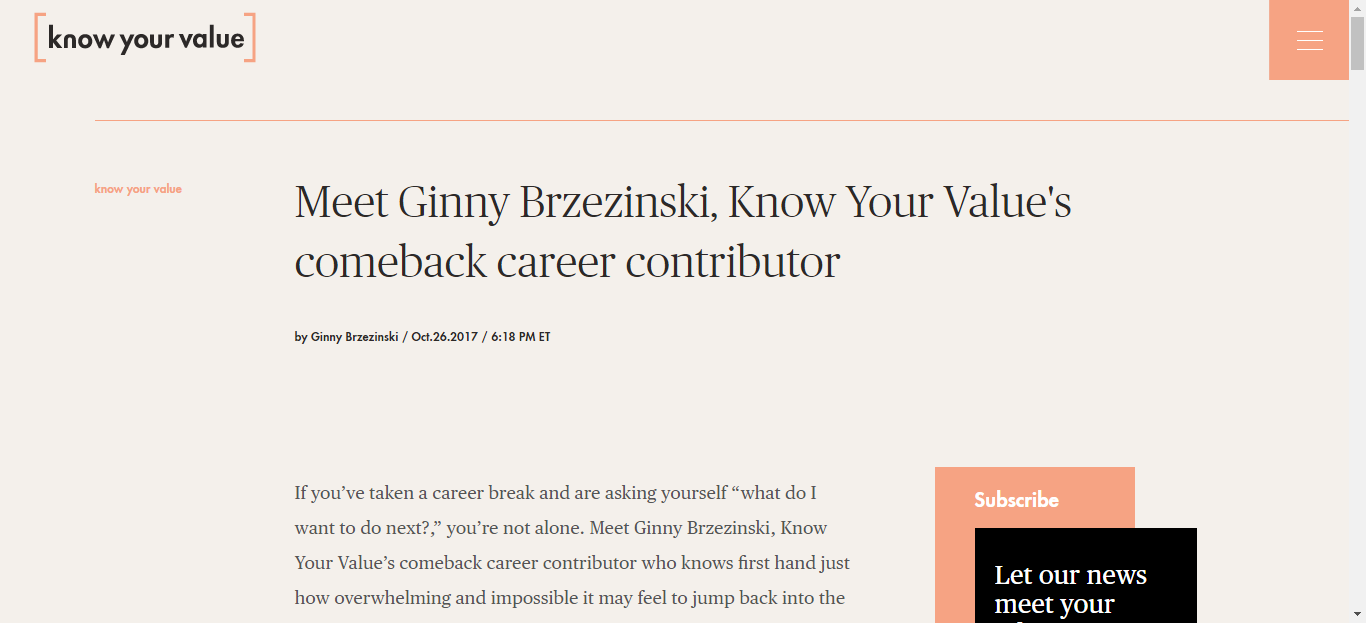 know your value
know your value
Meet Ginny Brzezinski, Know Your Value's
comeback career contributor
by Ginny Brzezinski / Oct.26.2017 / 6:18 PM ET
If you’ve taken a career break and are asking yourself “what do I
want to do next?,” you’re not alone. Meet Ginny Brzezinski, Know
Your Value’s comeback career contributor who knows first hand just
how overwhelming and impossible it may feel to jump back into the
Subscribe
Let our news
meet your